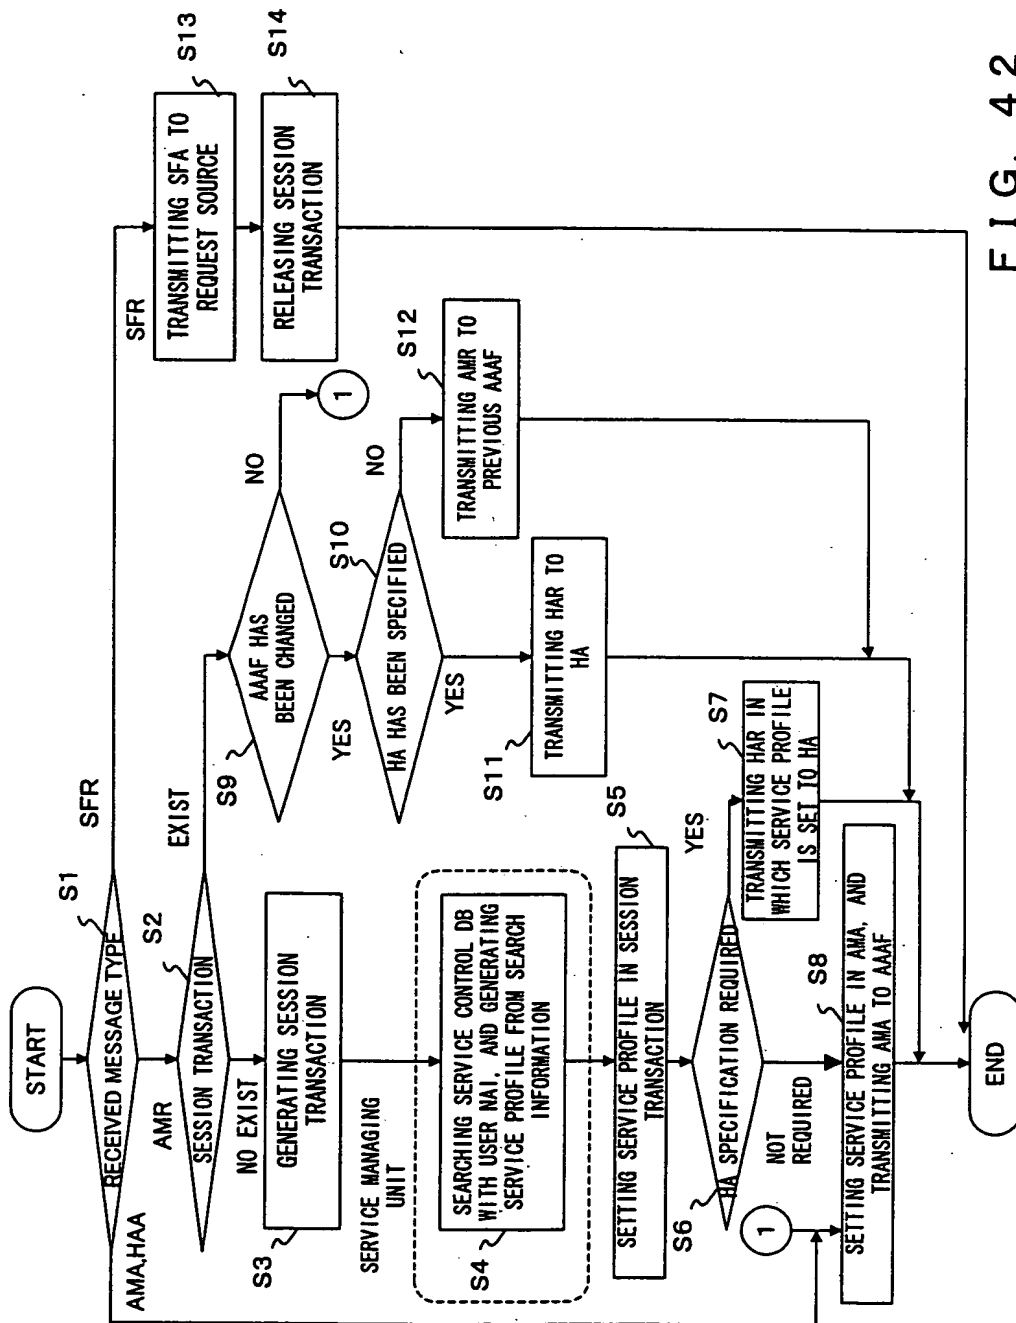 START
S1
RECEIVED MESSAGE TYPE
AMA,HAA
AMR
SFR
S2
SESSION TRANSACTION
EXIST
NO EXIST
S3
GENERATING SESSION
TRANSACTION
SERVICE MANAGING
UNIT
S4
SEARCHING SERVICE CONTROL DB
WITH USER NAI, AND GENERATING
SERVICE PROFILE FROM SEARCH
INFORMATION
S5
SETTING SERVICE PROFILE IN SESSION
TRANSACTION
S6
HA SPECIFICATION REQUIRED
YES
NOT
REQUIRED
S7
TRANSMITTING HAR IN
WHICH SERVICE PROFILE
IS SET TO HA
1
S8
SETTING SERVICE PROFILE IN AMA, AND
TRANSMITTING AMA TO AAAF
END
S9
AAAF HAS
BEEN CHANGED
NO
1
YES
S10
HA HAS BEEN SPECIFIED
NO
YES
S11
TRANSMITTING HAR TO
HA
S12
TRANSMITTING AMR TO
PREVIOUS AAAF
SFR
S13
TRANSMITTING SFA TO
REQUEST SOURCE
S14
RELEASING SESSION
TRANSACTION
FIG. 42